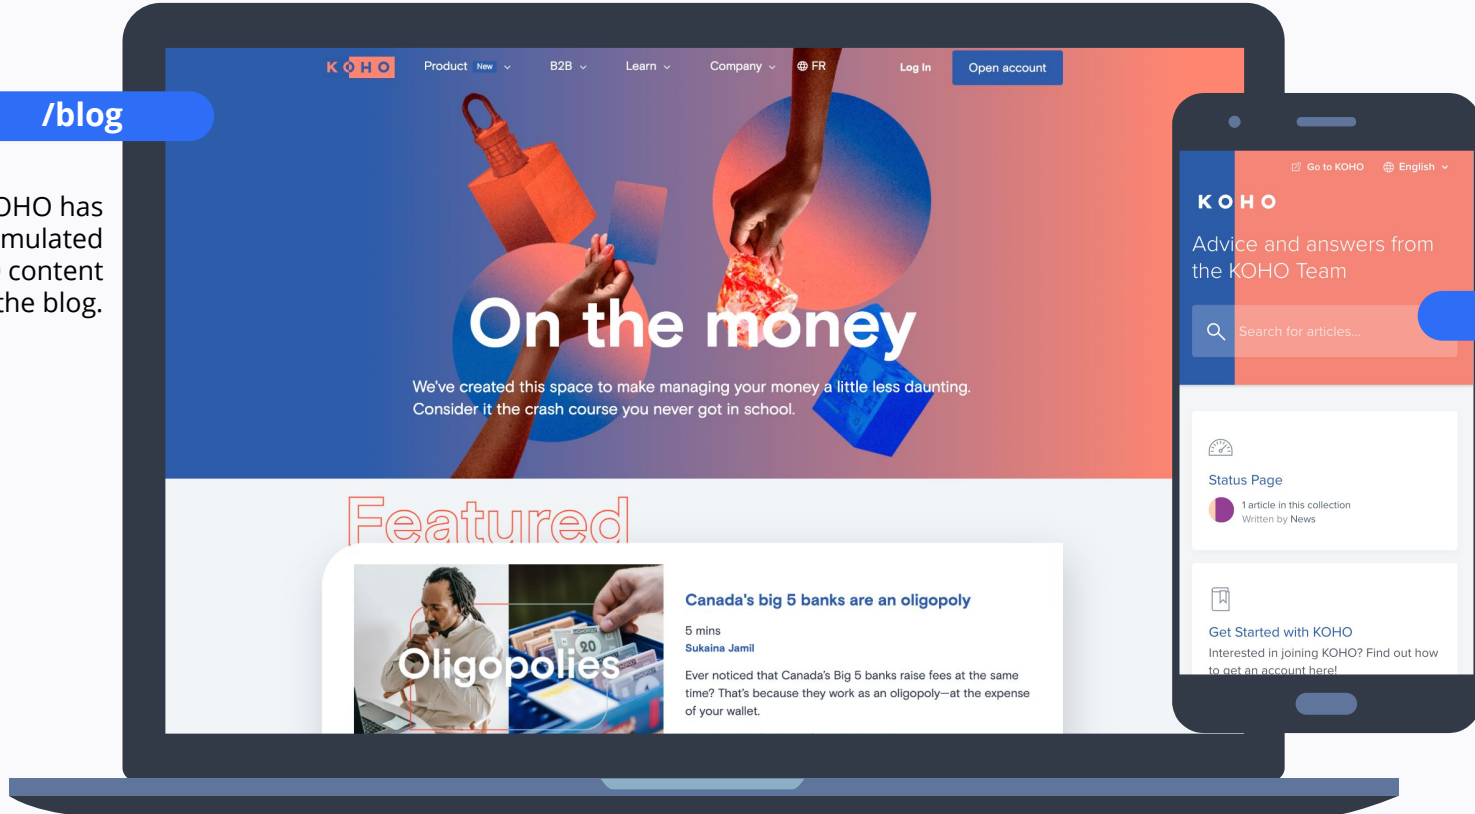 /blog
OHO has
mulated
content
the blog.
KOHO
Product New
B2B
Learn
Company
FR
Log In
Open account
On the money
We've created this space to make managing your money a little less daunting.
Consider it the crash course you never got in school.
Featured
Oligopolies
20
Canada's big 5 banks are an oligopoly
5 mins
Sukaina Jamil
Ever noticed that Canada's Big 5 banks raise fees at the same
time? That's because they work as an oligopoly—at the expense
of your wallet.
Go to KOHO
English
KOHO
Advice and answers from
the KOHO Team
Search for articles...
Status Page
1 article in this collection
Written by News
Get Started with KOHO
Interested in joining KOHO? Find out how
to get an account here!